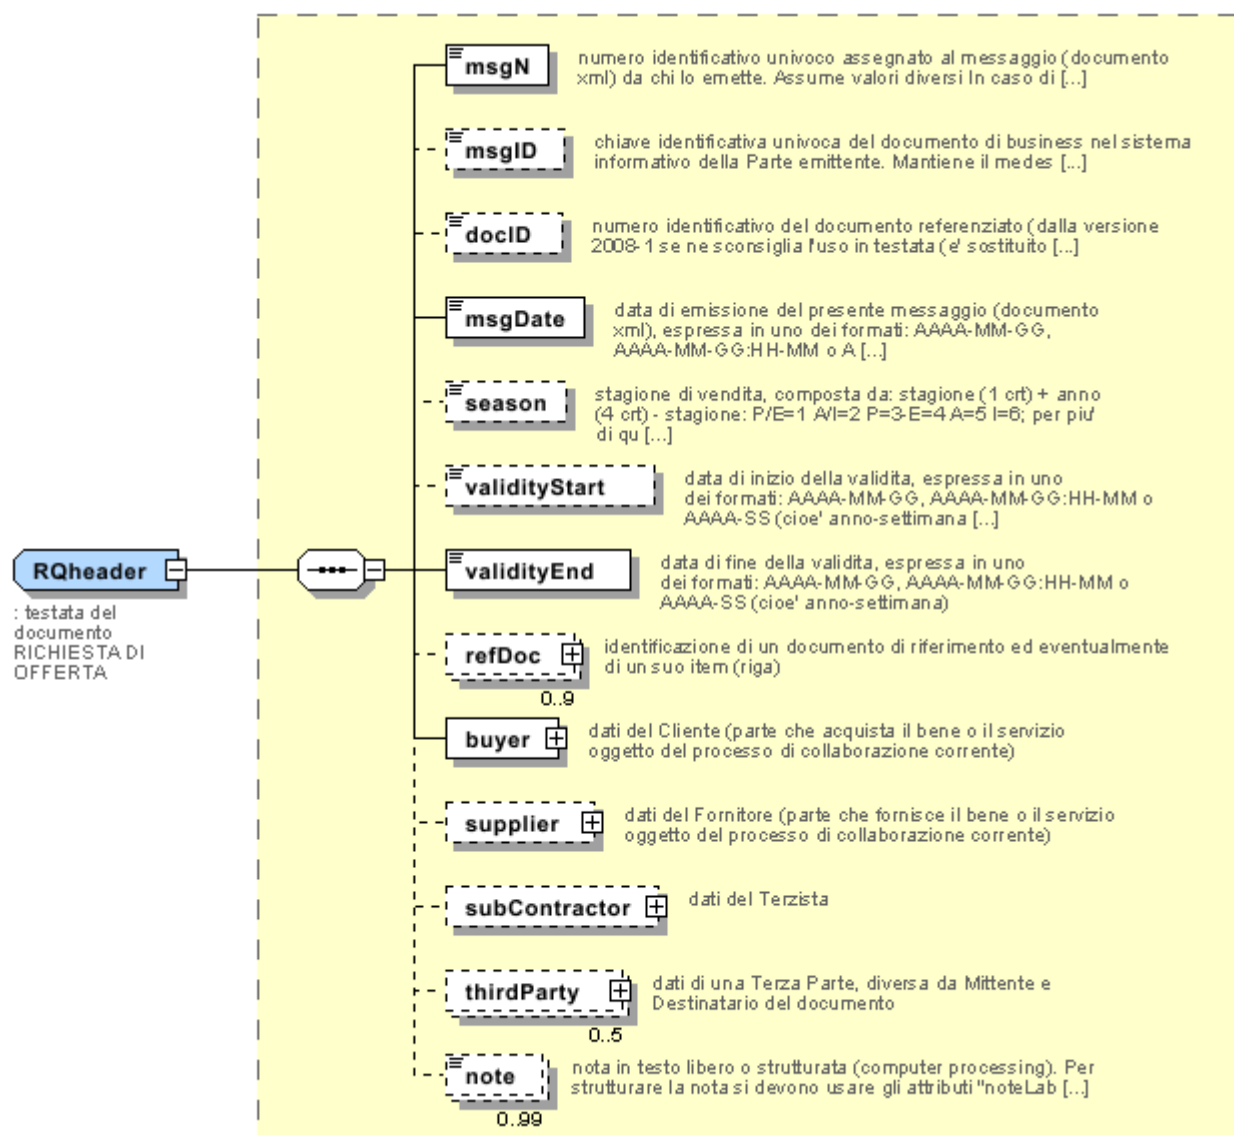 msgN
numero identificativo univoco assegnato al messaggio (documento
xml) da chi lo emette. Assume valori diversi In caso di [...]
msgID
chiave identificativa univoca del documento di business nel sistema
informativo della Parte emittente. Mantiene il medes [...]
docID
numero identificativo del documento referenziato (dalla versione
2008-1 se ne sconsiglia l'uso in testata (e' sostituito [...]
msgDate
data di emissione del presente messaggio (documento
xml), espressa in uno dei formati: AAAA-MM-GG,
AAAA-MM-GG:HH-MM o A [...]
season
stagione di vendita, composta da: stagione (1 crt) + anno
(4 crt) - stagione: P/E=1 A/I=2 P=3-E=4 A=5 I=6; per piu'
di qu [...]
validityStart
data di inizio della validita, espressa in uno
dei formati: AAAA-MM-GG, AAAA-MM-GG:HH-MM o
AAAA-SS (cioe' anno-settimana [...]
RQheader
: testata del
documento
RICHIESTA DI
OFFERTA
validityEnd
data di fine della validita, espressa in uno
dei formati: AAAA-MM-GG, AAAA-MM-GG:HH-MM o
AAAA-SS (cioe' anno-settimana)
refDoc
0..9
identificazione di un documento di riferimento ed eventualmente
di un suo item (riga)
buyer
dati del Cliente (parte che acquista il bene o il servizio
oggetto del processo di collaborazione corrente)
supplier
dati del Fornitore (parte che fornisce il bene o il servizio
oggetto del processo di collaborazione corrente)
subContractor
dati del Terzista
thirdParty
0..5
dati di una Terza Parte, diversa da Mittente e
Destinatario del documento
note
0..99
nota in testo libero o strutturata (computer processing). Per
strutturare la nota si devono usare gli attributi "noteLab [...]